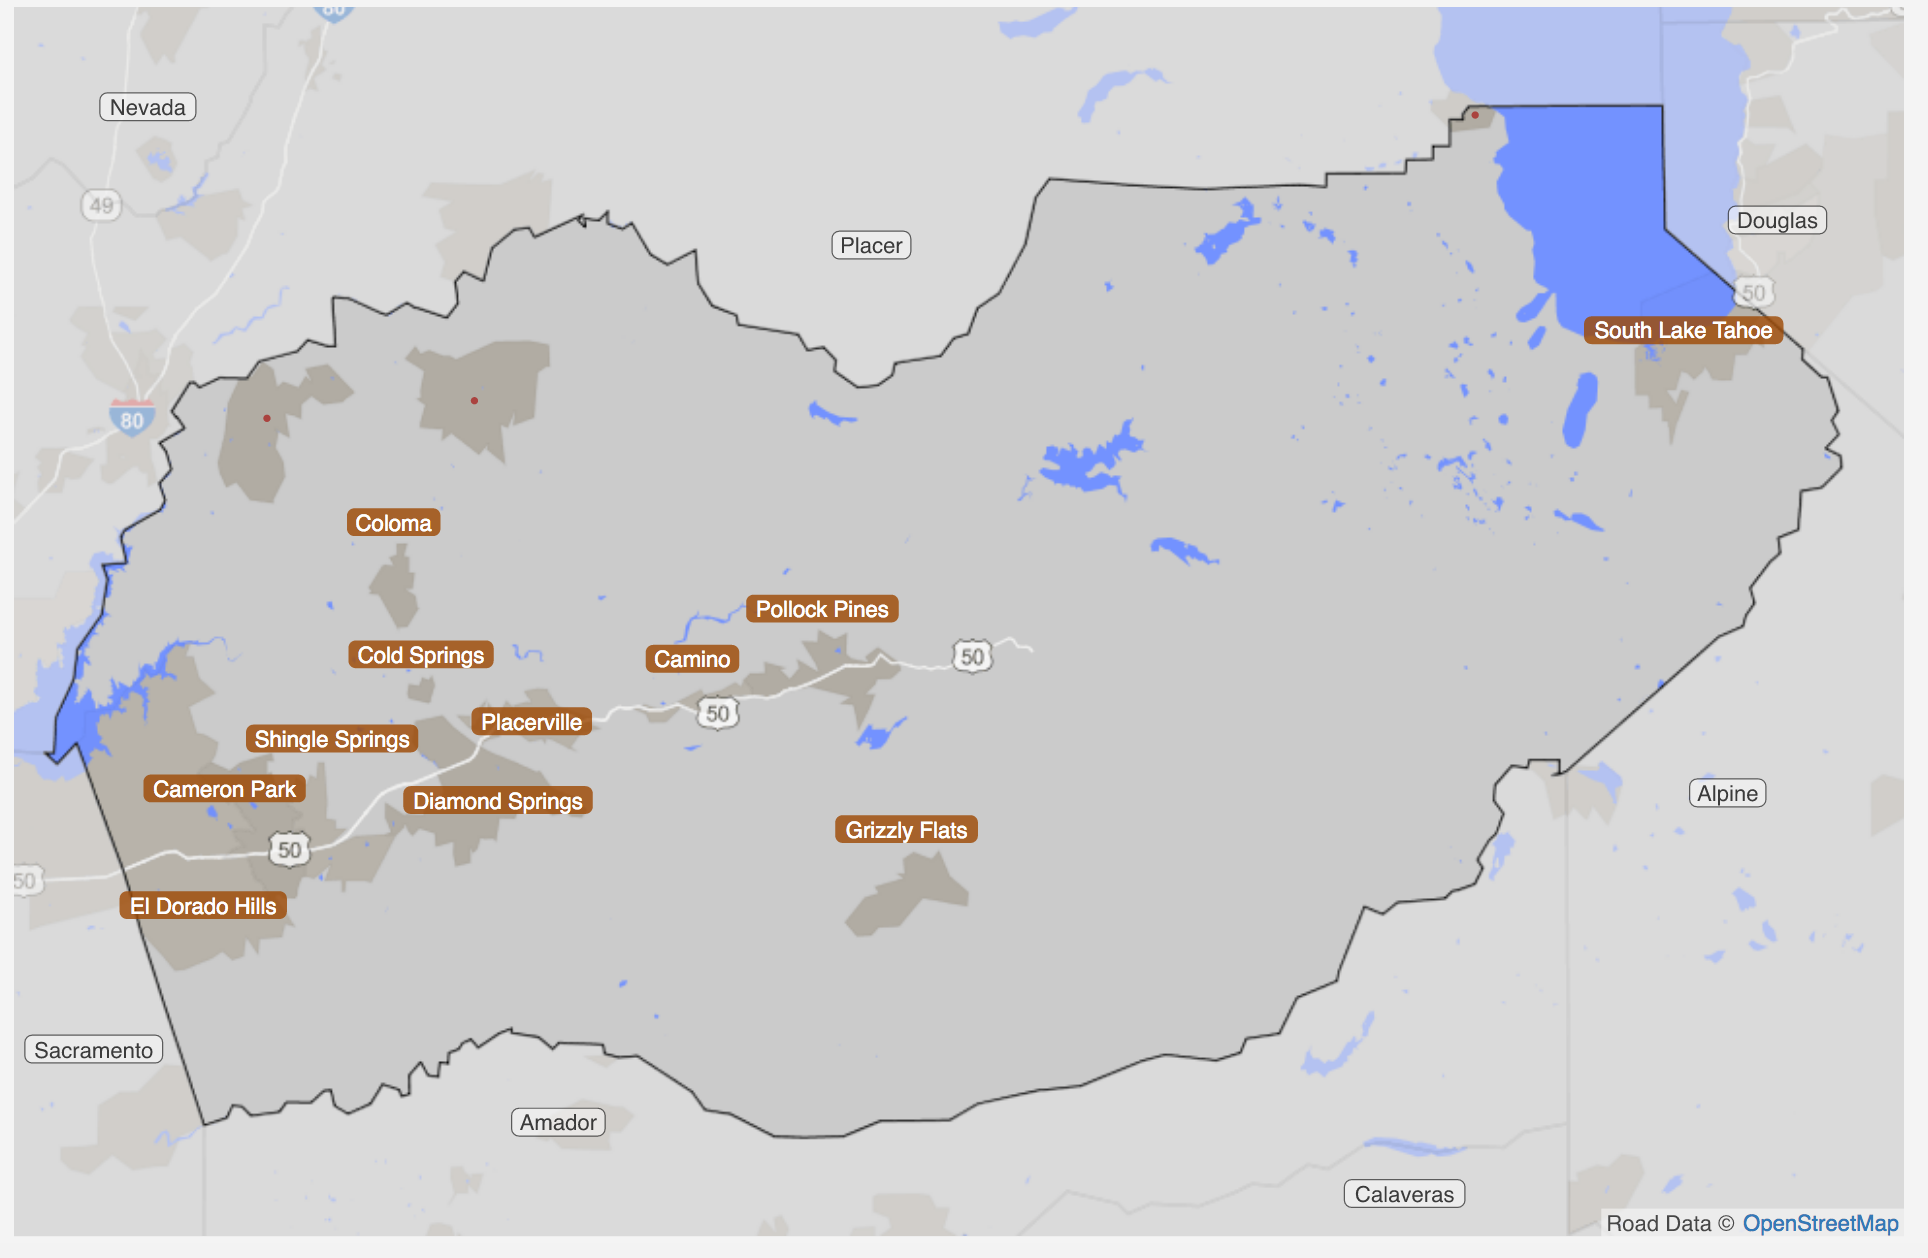 80
Nevada
49
Placer
Douglas
50
South Lake Tahoe
80
Coloma
Pollock Pines
Cold Springs
Camino
50
50
Placerville
Shingle Springs
Cameron Park
Diamond Springs
Alpine
Grizzly Flats
50
50
El Dorado Hills
Sacramento
Amador
Calaveras
Road Data © OpenStreetMap